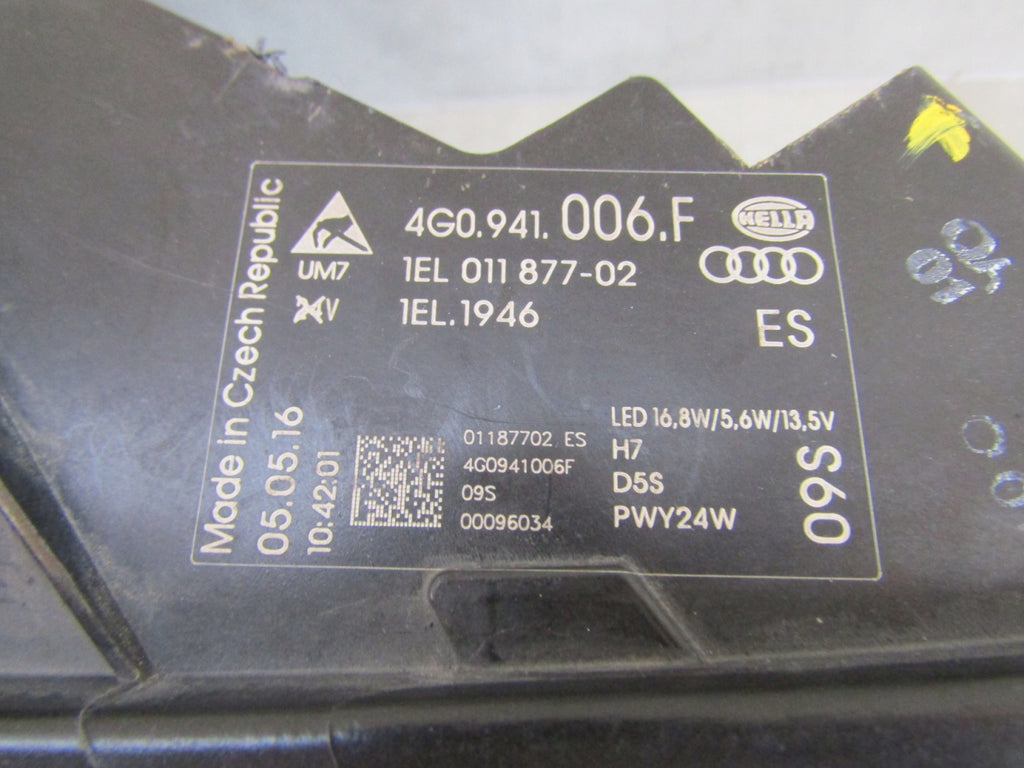 Made in Czech Republic
05.05.16
10:42:01
UM7
24V
4G0.941.006.F
1EL 011 877-02
1EL.1946
HELLA
ES
01187702 ES
4G0941006F
09S
00096034
LED 16,8W/5,6W/13,5V
H7
D5S
PWY24W
09S